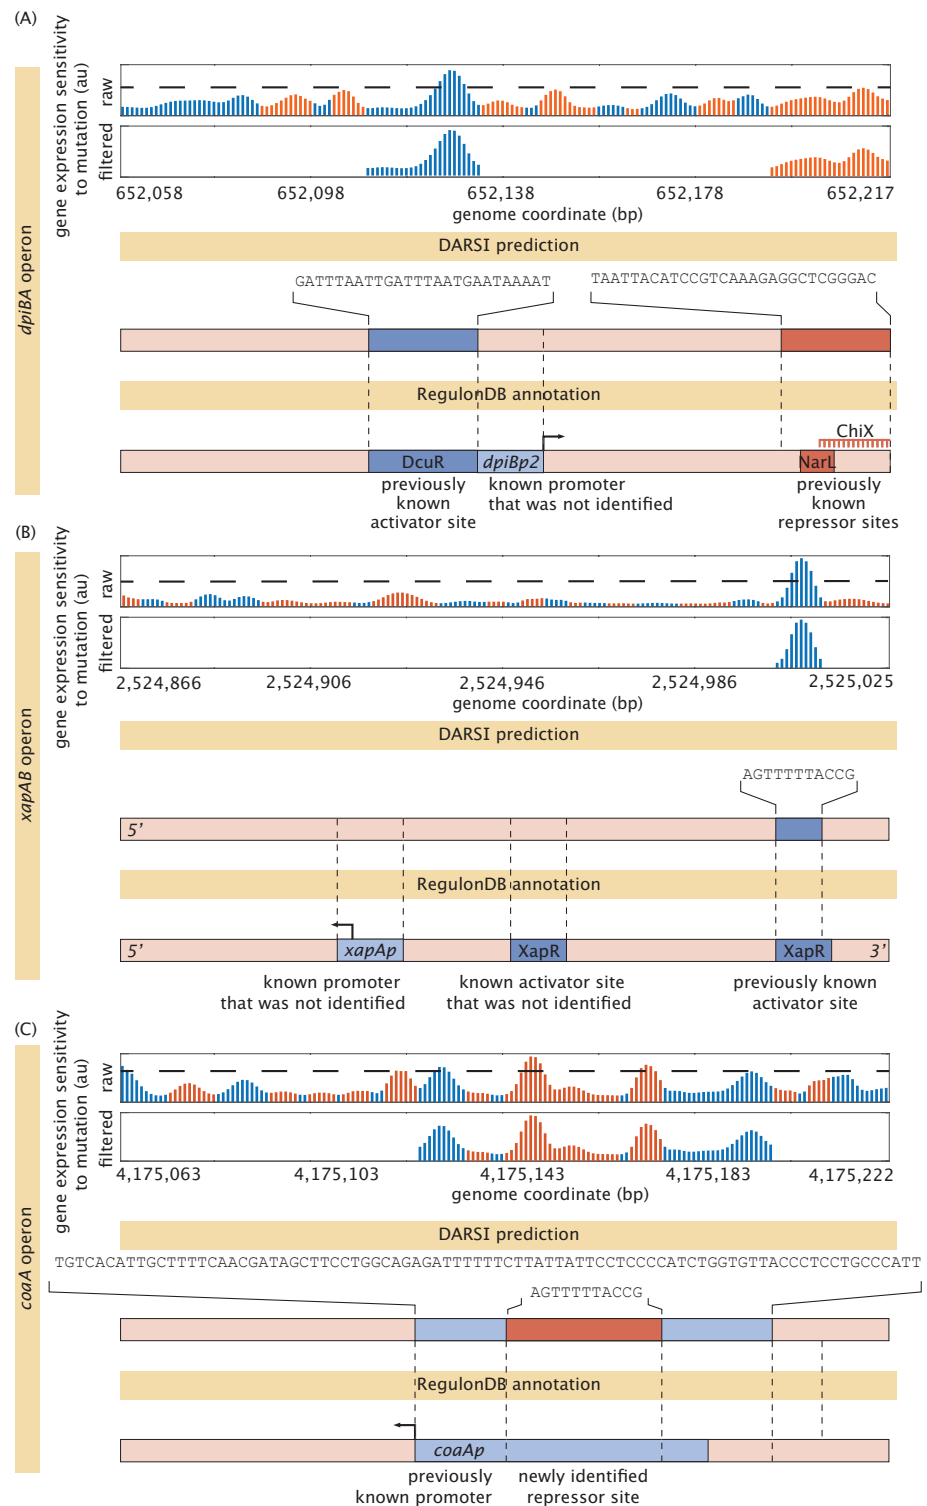 (A)
gene expression sensitivity
to mutation (au)
raw
filtered
652,058 652,098 652,138 652,178 652,217
genome coordinate (bp)
dpiBA operon
DARSI prediction
GATTTAATTGATTTAATGAATAAAAT TAATTACATCCGTCAAAGAGGCTCGGGAC
RegulonDB annotation
ChiX
DcuR dpiBp2 NarL
previously known activator site
known promoter that was not identified
previously known repressor sites
(B)
gene expression sensitivity
to mutation (au)
raw
filtered
2,524,866 2,524,906 2,524,946 2,524,986 2,525,025
genome coordinate (bp)
xapAB operon
DARSI prediction
AGTTTTTACCG
5’
RegulonDB annotation
5’ xapAp XapR XapR 3’
known promoter that was not identified
known activator site that was not identified
previously known activator site
(C)
gene expression sensitivity
to mutation (au)
raw
filtered
4,175,063 4,175,103 4,175,143 4,175,183 4,175,222
genome coordinate (bp)
coaA operon
DARSI prediction
TGTCACATTGCTTTTCAACGATAGCTTCCTGGCAGAGATTTTTTCTTATTATTCCTCCCCATCTGGTGTTACCCTCCTGCCCATT
AGTTTTTACCG
RegulonDB annotation
coaAp
previously known promoter
newly identified repressor site